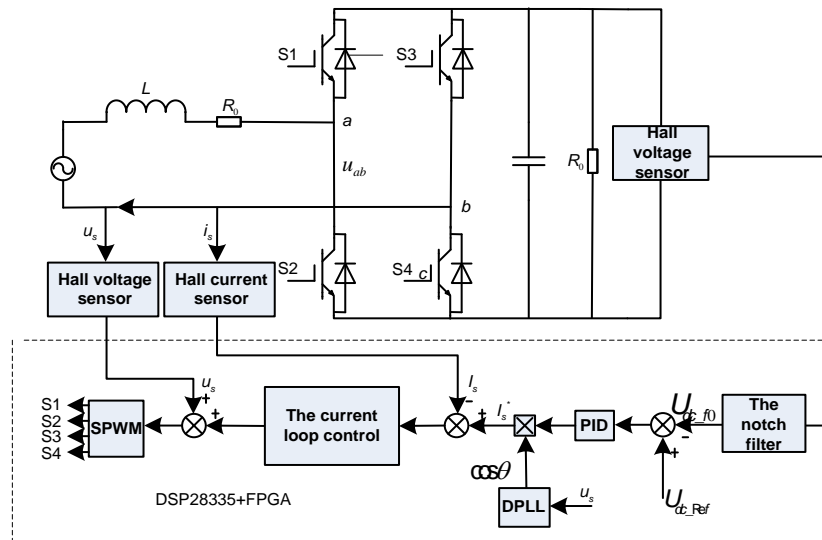 S1
S3
L
R0
a
uab
R0
Hall voltage sensor
b
us
is
S2
S4
c
Hall voltage sensor
Hall current sensor
us
Is
Is*
Udc_f0
S1
S2
S3
S4
SPWM
+
+
The current loop control
-
+
PID
-
+
The notch filter
cosθ
DPLL
us
Udc_Ref
DSP28335+FPGA